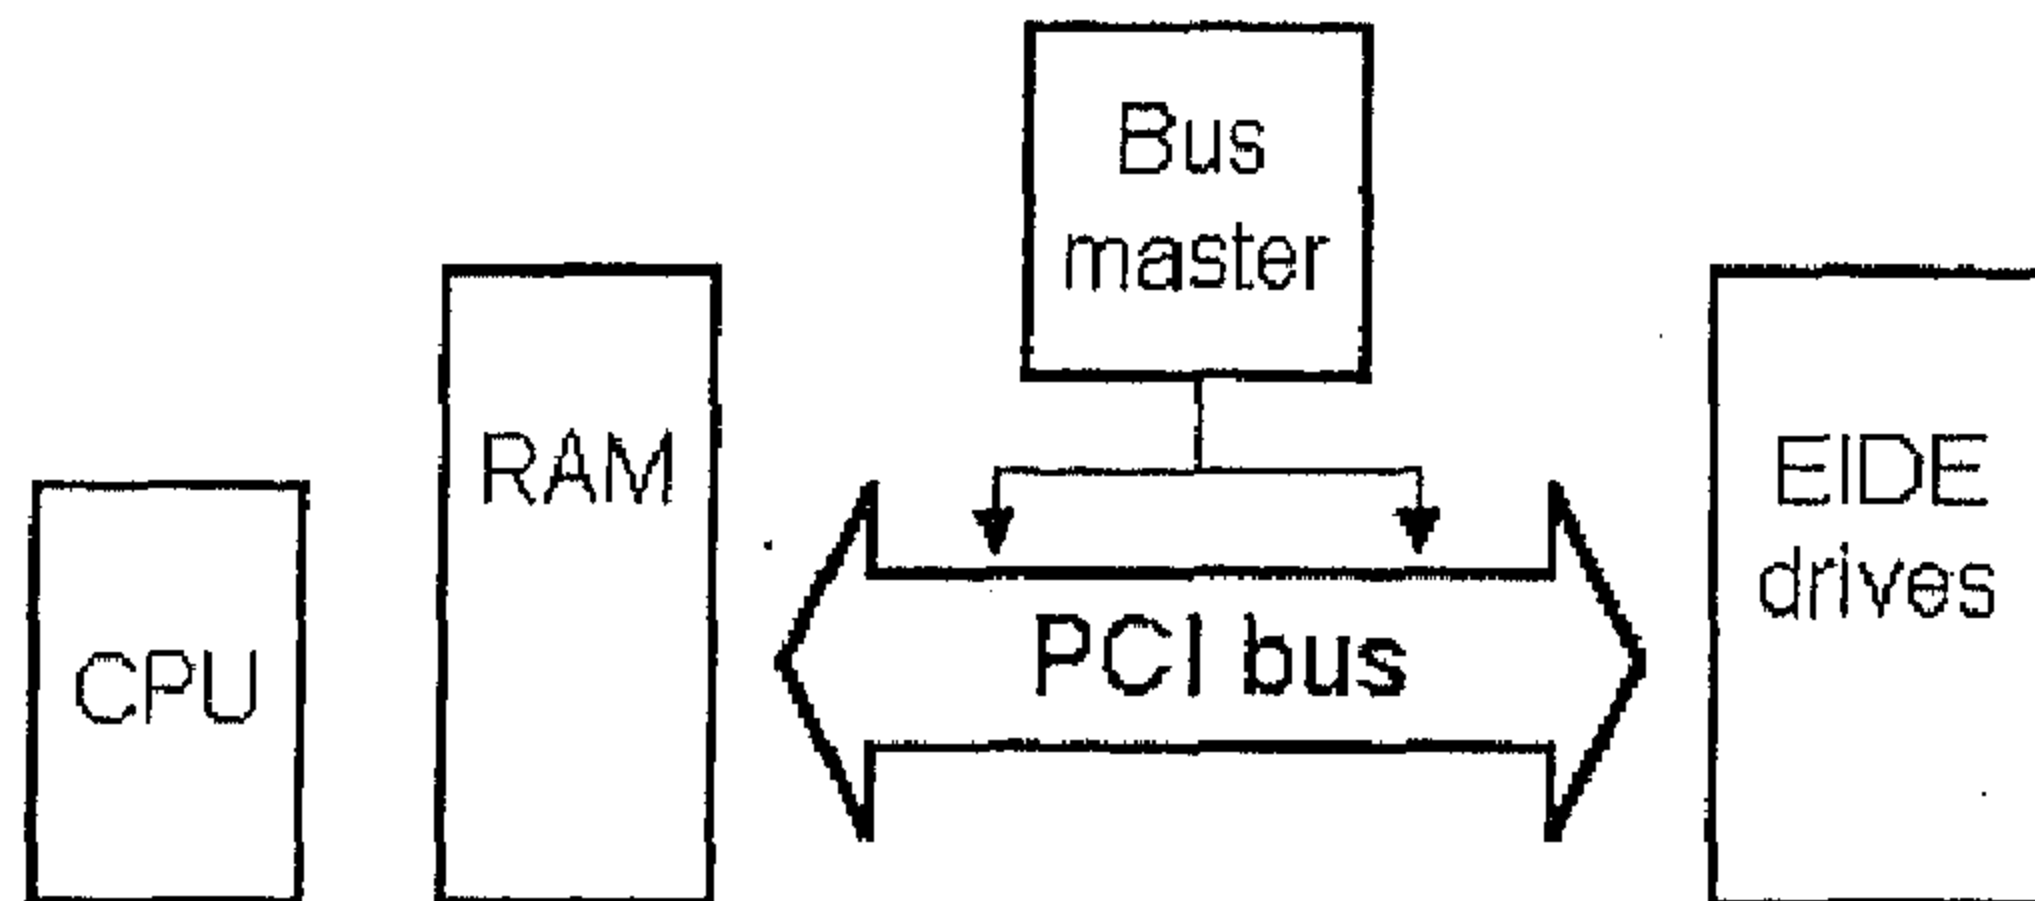 Bus
master
RAM
EIDE
drives
CPU
PCI bus